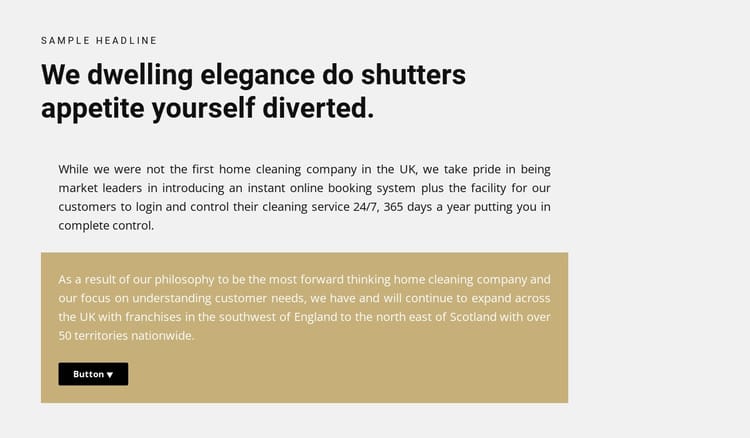 SAMPLE HEADLINE
We dwelling elegance do shutters
appetite yourself diverted.
While we were not the first home cleaning company in the UK, we take pride in being
market leaders in introducing an instant online booking system plus the facility for our
customers to login and control their cleaning service 24/7, 365 days a year putting you in
complete control.
As a result of our philosophy to be the most forward thinking home cleaning company and
our focus on understanding customer needs, we have and will continue to expand across
the UK with franchises in the southwest of England to the north east of Scotland with over
50 territories nationwide.
Button ▼